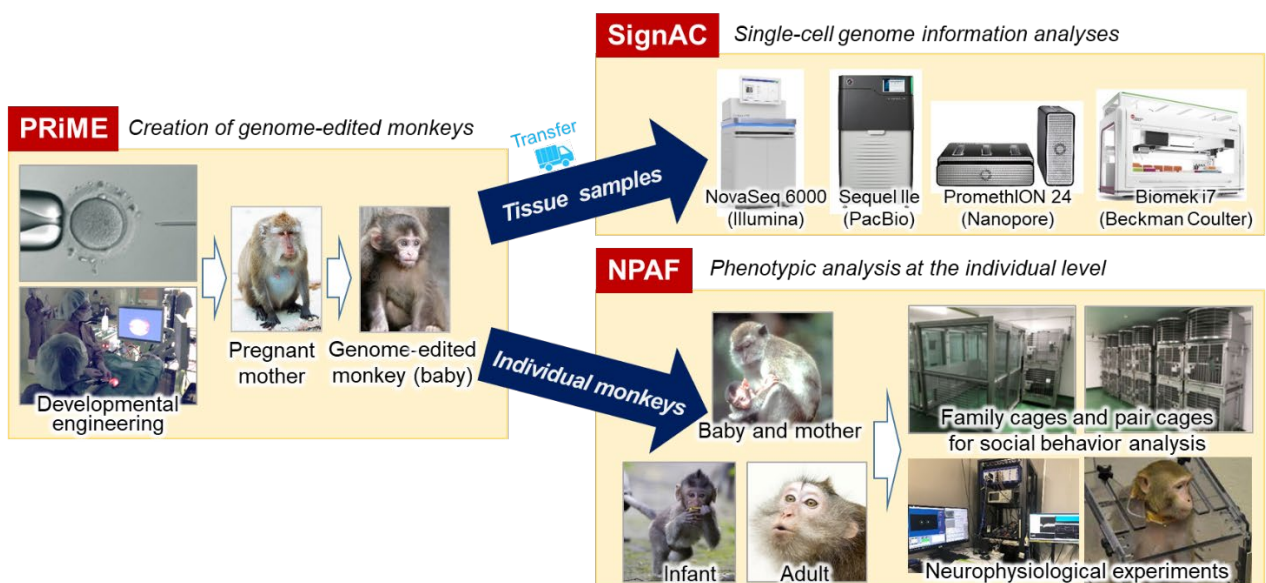 PRiME
Creation of genome-edited monkeys
Developmental
engineering
Pregnant
mother
Genome-edited
monkey (baby)
Transfer
Tissue samples
Individual monkeys
SignAC
Single-cell genome information analyses
NovaSeq 6000
(Illumina)
Sequel IIe
(PacBio)
PromethION 24
(Nanopore)
Biomek i7
(Beckman Coulter)
NPAF
Phenotypic analysis at the individual level
Baby and mother
Infant
Adult
Family cages and pair cages
for social behavior analysis
Neurophysiological experiments